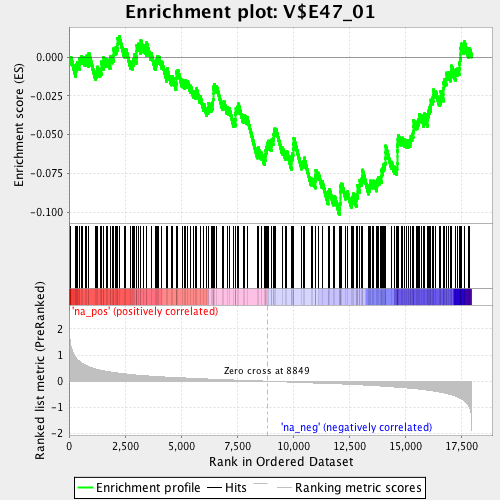 Enrichment plot: V$E47_01
Enrichment score (ES)
0.000
-0.025
-0.050
-0.075
-0.100
'na_pos' (positively correlated)
Ranked list metric (PreRanked)
2
1
0
-1
-2
Zero cross at 8849
'na_neg' (negatively correlated)
0
2,500
5,000
7,500
10,000
12,500
15,000
17,500
Rank in Ordered Dataset
Enrichment profile
Hits
Ranking metric scores